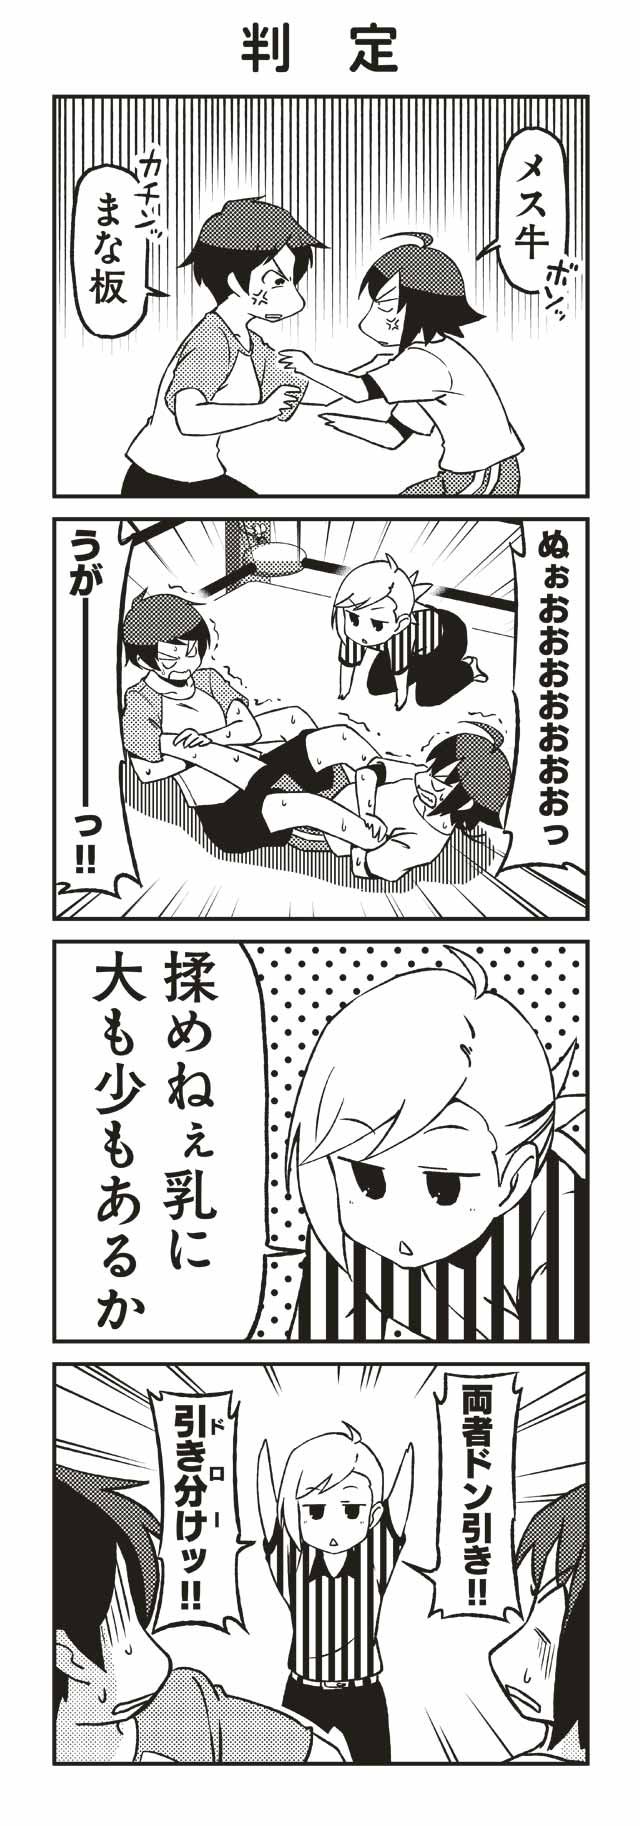 判定
メス牛
ボンッ
カチンッ
まな板
ぬぉおおおおおおおっ
うが――――っ!!
揉めねぇ乳に
大も少もあるか
両者ドン引き!!
引き分けッ!!
ドロー